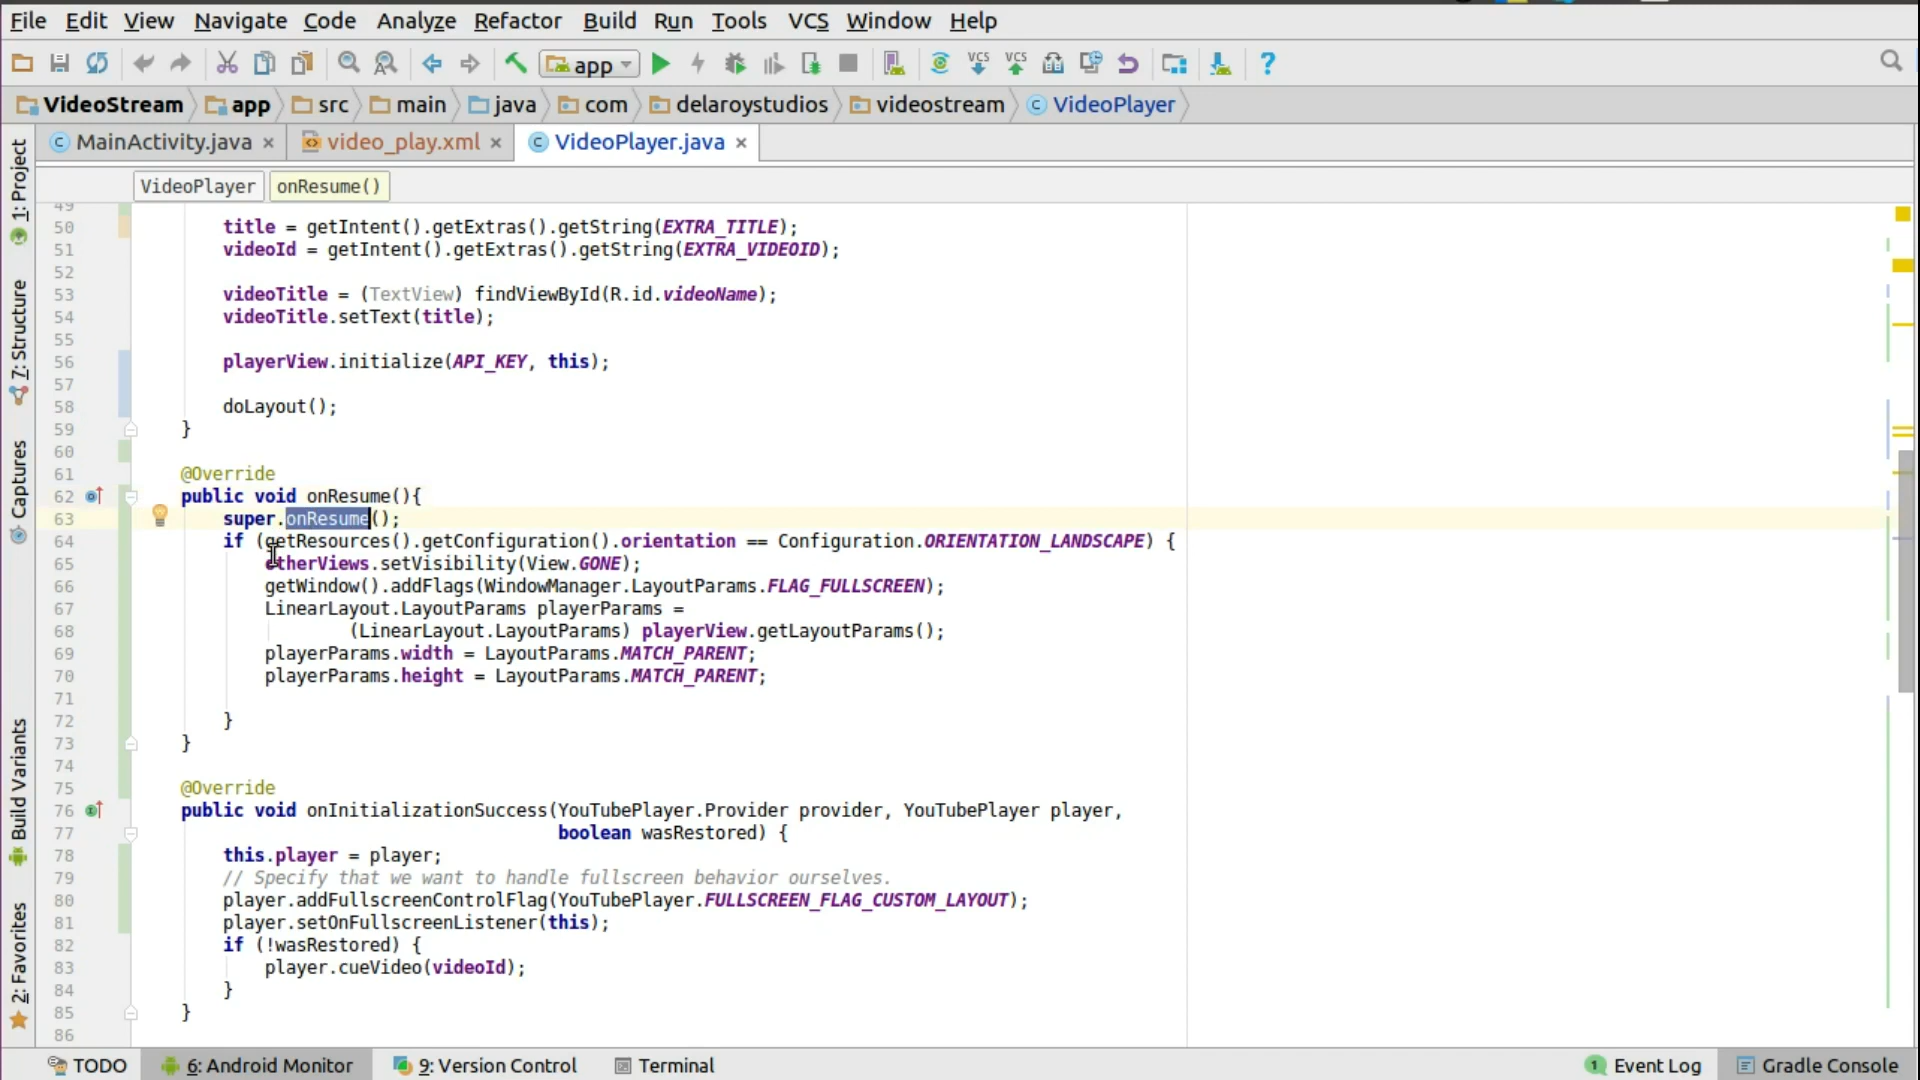 File Edit View Navigate Code Analyze Refactor Build Run Tools VCS Window Help
app VCS VCS ?
VideoStream app src main java com delaroystudios videostream VideoPlayer
MainActivity.java × video_play.xml × VideoPlayer.java ×
VideoPlayer onResume()
1: Project
7: Structure
Captures
Build Variants
2: Favorites
49
50 title = getIntent().getExtras().getString(EXTRA_TITLE);
51 videoId = getIntent().getExtras().getString(EXTRA_VIDEOID);
52
53 videoTitle = (TextView) findViewById(R.id.videoName);
54 videoTitle.setText(title);
55
56 playerView.initialize(API_KEY, this);
57
58 doLayout();
59 }
60
61 @Override
62 public void onResume(){
63 super.onResume();
64 if (getResources().getConfiguration().orientation == Configuration.ORIENTATION_LANDSCAPE) {
65 otherViews.setVisibility(View.GONE);
66 getWindow().addFlags(WindowManager.LayoutParams.FLAG_FULLSCREEN);
67 LinearLayout.LayoutParams playerParams =
68 (LinearLayout.LayoutParams) playerView.getLayoutParams();
69 playerParams.width = LayoutParams.MATCH_PARENT;
70 playerParams.height = LayoutParams.MATCH_PARENT;
71
72 }
73 }
74
75 @Override
76 public void onInitializationSuccess(YouTubePlayer.Provider provider, YouTubePlayer player,
77 boolean wasRestored) {
78 this.player = player;
79 // Specify that we want to handle fullscreen behavior ourselves.
80 player.addFullscreenControlFlag(YouTubePlayer.FULLSCREEN_FLAG_CUSTOM_LAYOUT);
81 player.setOnFullscreenListener(this);
82 if (!wasRestored) {
83 player.cueVideo(videoId);
84 }
85 }
86
TODO 6: Android Monitor 9: Version Control Terminal 1 Event Log Gradle Console